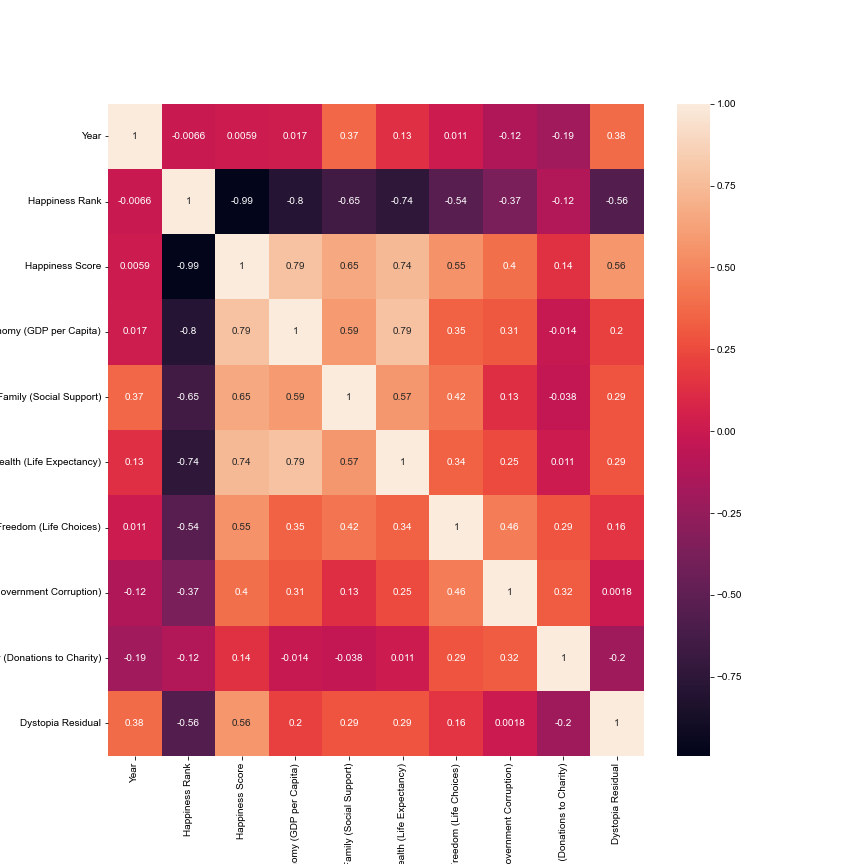 Year 1 -0.0066 0.0059 0.017 0.37 0.13 0.011 -0.12 -0.19 0.38
Happiness Rank -0.0066 1 -0.99 -0.8 -0.65 -0.74 -0.54 -0.37 -0.12 -0.56
Happiness Score 0.0059 -0.99 1 0.79 0.65 0.74 0.55 0.4 0.14 0.56
nomy (GDP per Capita) 0.017 -0.8 0.79 1 0.59 0.79 0.35 0.31 -0.014 0.2
Family (Social Support) 0.37 -0.65 0.65 0.59 1 0.57 0.42 0.13 -0.038 0.29
ealth (Life Expectancy) 0.13 -0.74 0.74 0.79 0.57 1 0.34 0.25 0.011 0.29
Freedom (Life Choices) 0.011 -0.54 0.55 0.35 0.42 0.34 1 0.46 0.29 0.16
overnment Corruption) -0.12 -0.37 0.4 0.31 0.13 0.25 0.46 1 0.32 0.0018
(Donations to Charity) -0.19 -0.12 0.14 -0.014 -0.038 0.011 0.29 0.32 1 -0.2
Dystopia Residual 0.38 -0.56 0.56 0.2 0.29 0.29 0.16 0.0018 -0.2 1
Year
Happiness Rank
Happiness Score
omy (GDP per Capita)
amily (Social Support)
alth (Life Expectancy)
reedom (Life Choices)
overnment Corruption)
(Donations to Charity)
Dystopia Residual
1.00
0.75
0.50
0.25
0.00
−0.25
−0.50
−0.75